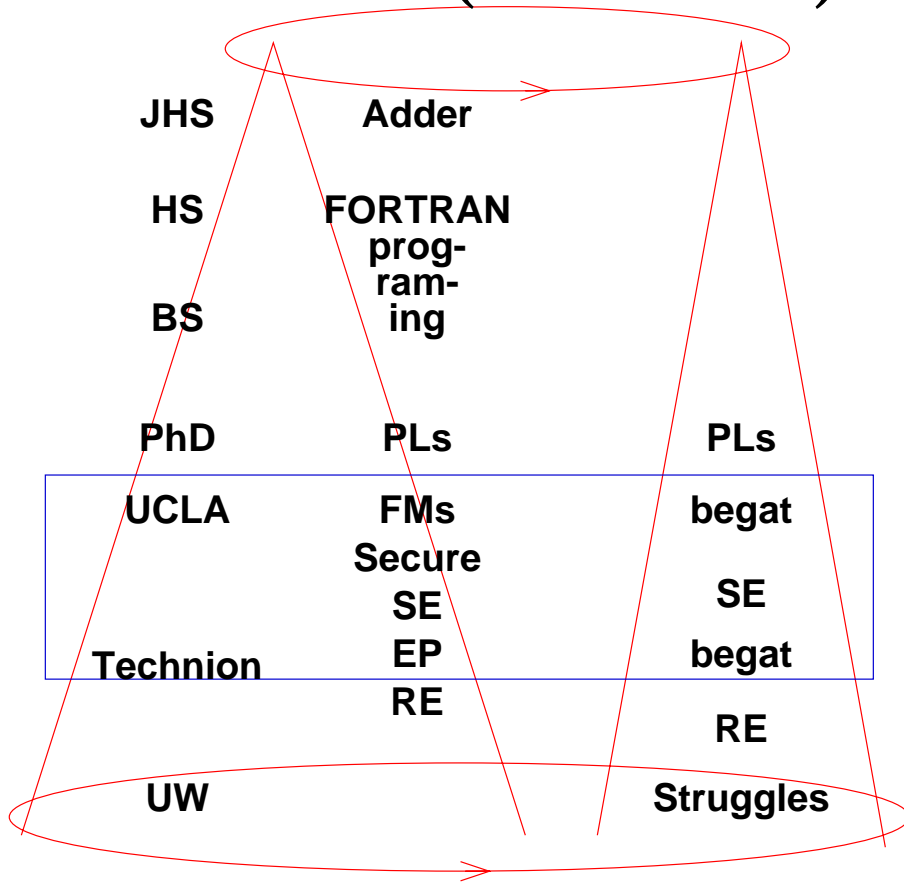 JHS Adder
HS FORTRAN
prog-
ram-
BS ing
PhD PLs PLs
UCLA FMs begat
Secure
SE SE
Technion EP begat
RE RE
UW Struggles